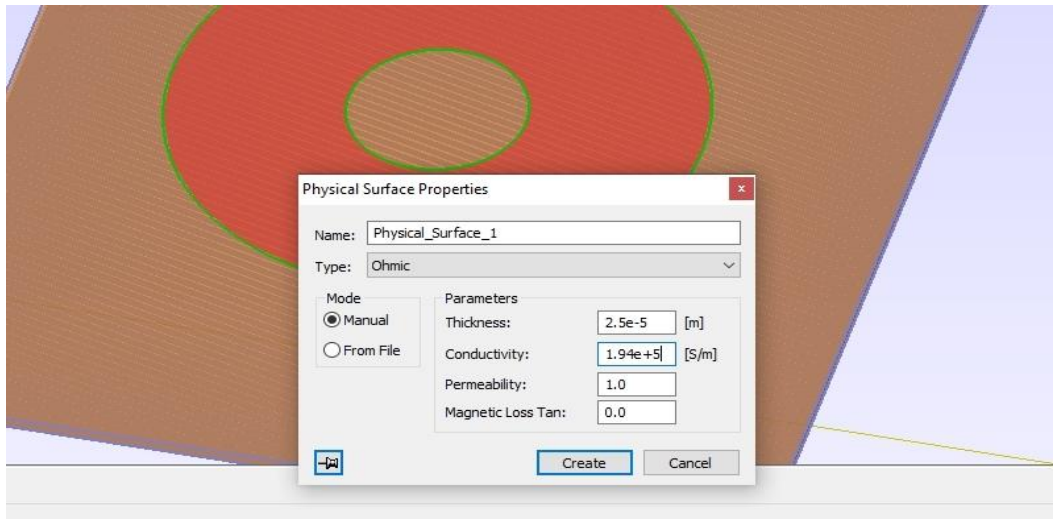 Physical Surface Properties
x
Name: Physical_Surface_1
Type: Ohmic
Mode
Manual
From File
Parameters
Thickness: 2.5e-5 [m]
Conductivity: 1.94e+5 [S/m]
Permeability: 1.0
Magnetic Loss Tan: 0.0
Create Cancel